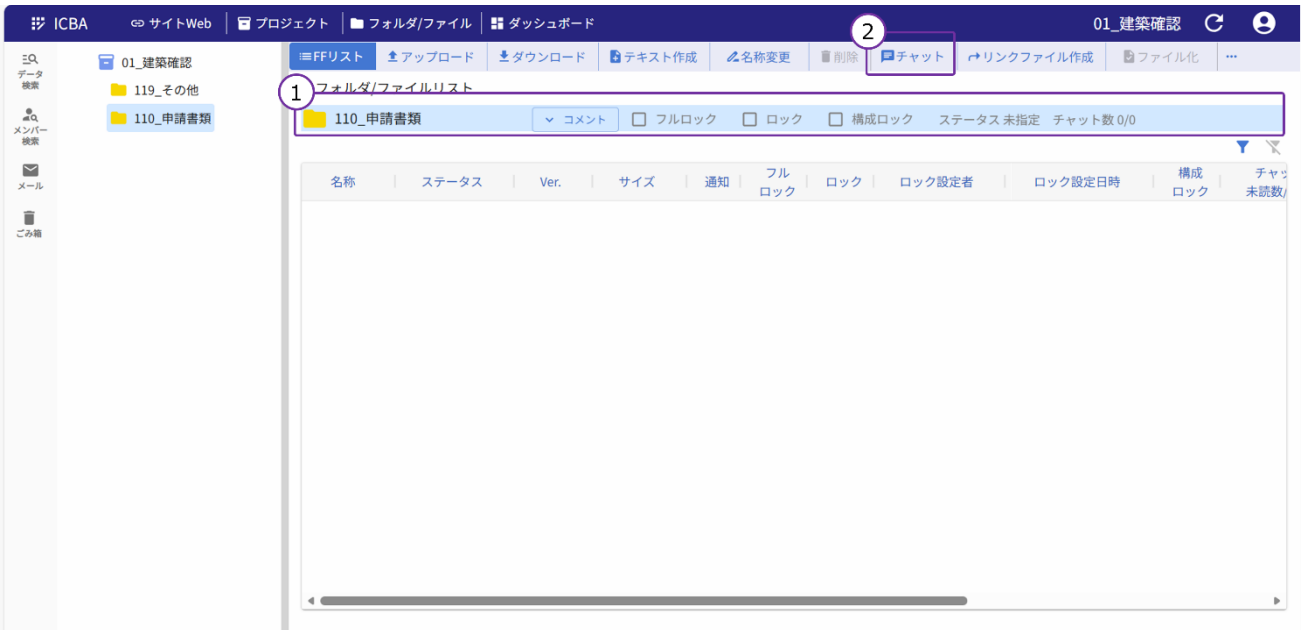 ICBA サイトWeb プロジェクト フォルダ/ファイル ダッシュボード 01_建築確認
データ
検索
メンバー
検索
メール
ごみ箱
01_建築確認
119_その他
110_申請書類
FFリスト アップロード ダウンロード テキスト作成 名称変更 削除 チャット リンクファイル作成 ファイル化 ...
2
1
フォルダ/ファイルリスト
110_申請書類 コメント フルロック ロック 構成ロック ステータス 未指定 チャット数 0/0
名称 ステータス Ver. サイズ 通知 フル
ロック ロック ロック設定者 ロック設定日時 構成
ロック チャッ
未読数/